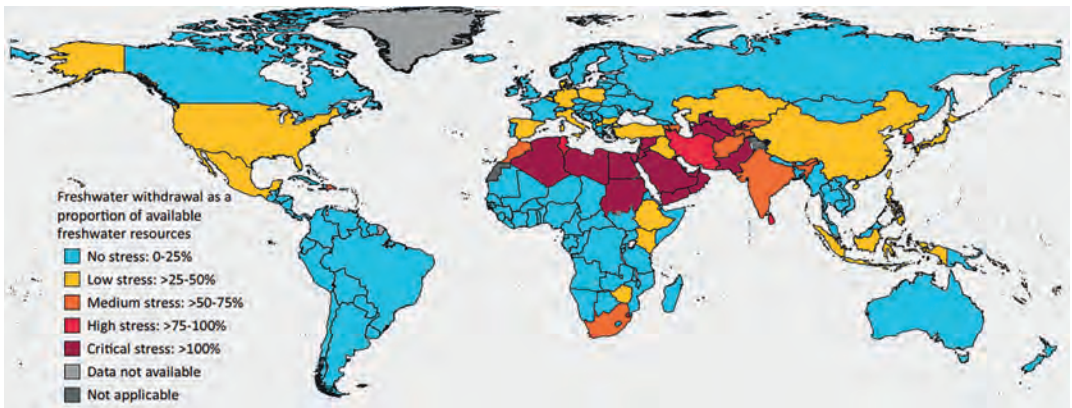 Freshwater withdrawal as a
proportion of available
freshwater resources
No stress: 0-25%
Low stress: >25-50%
Medium stress: >50-75%
High stress: >75-100%
Critical stress: >100%
Data not available
Not applicable